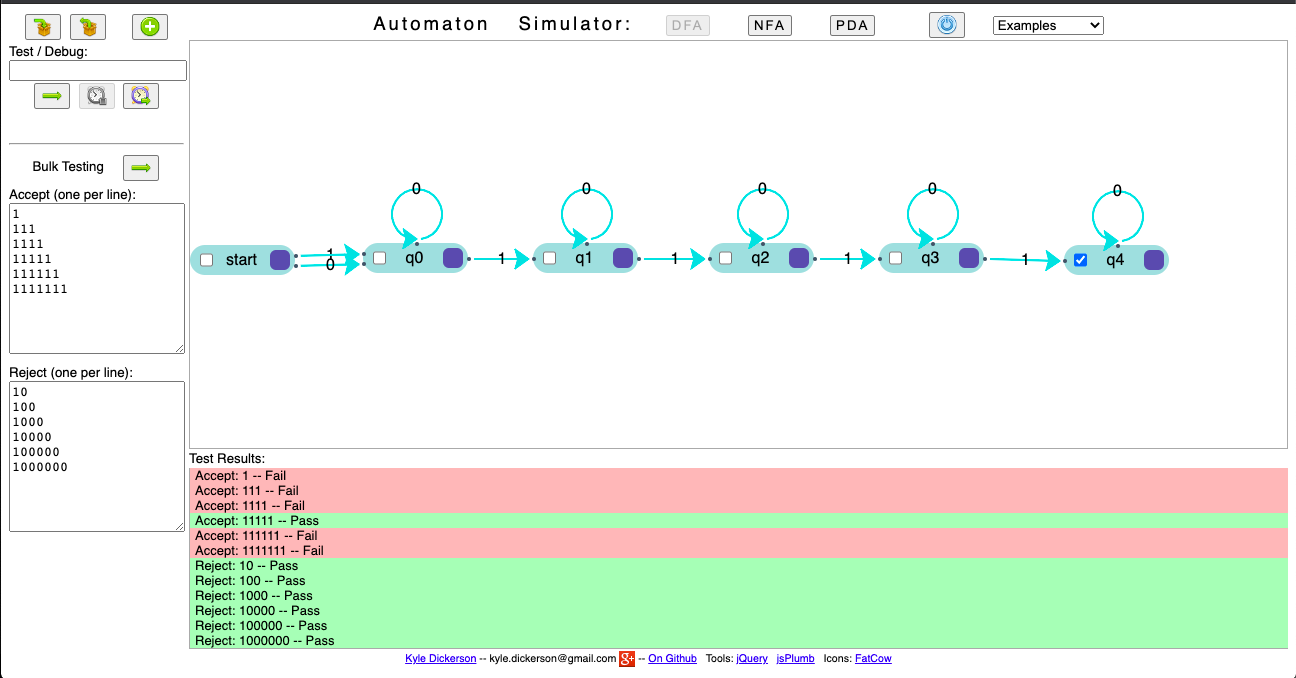 Automaton Simulator: DFA NFA PDA Examples
Test / Debug:
Bulk Testing
Accept (one per line):
1
111
1111
11111
111111
1111111
Reject (one per line):
10
100
1000
10000
100000
1000000
0 0 0 0 0
start 1 0 q0 1 q1 1 q2 1 q3 1 q4
Test Results:
Accept: 1 -- Fail
Accept: 111 -- Fail
Accept: 1111 -- Fail
Accept: 11111 -- Pass
Accept: 111111 -- Fail
Accept: 1111111 -- Fail
Reject: 10 -- Pass
Reject: 100 -- Pass
Reject: 1000 -- Pass
Reject: 10000 -- Pass
Reject: 100000 -- Pass
Reject: 1000000 -- Pass
Kyle Dickerson -- kyle.dickerson@gmail.com g+ -- On Github Tools: jQuery jsPlumb Icons: FatCow